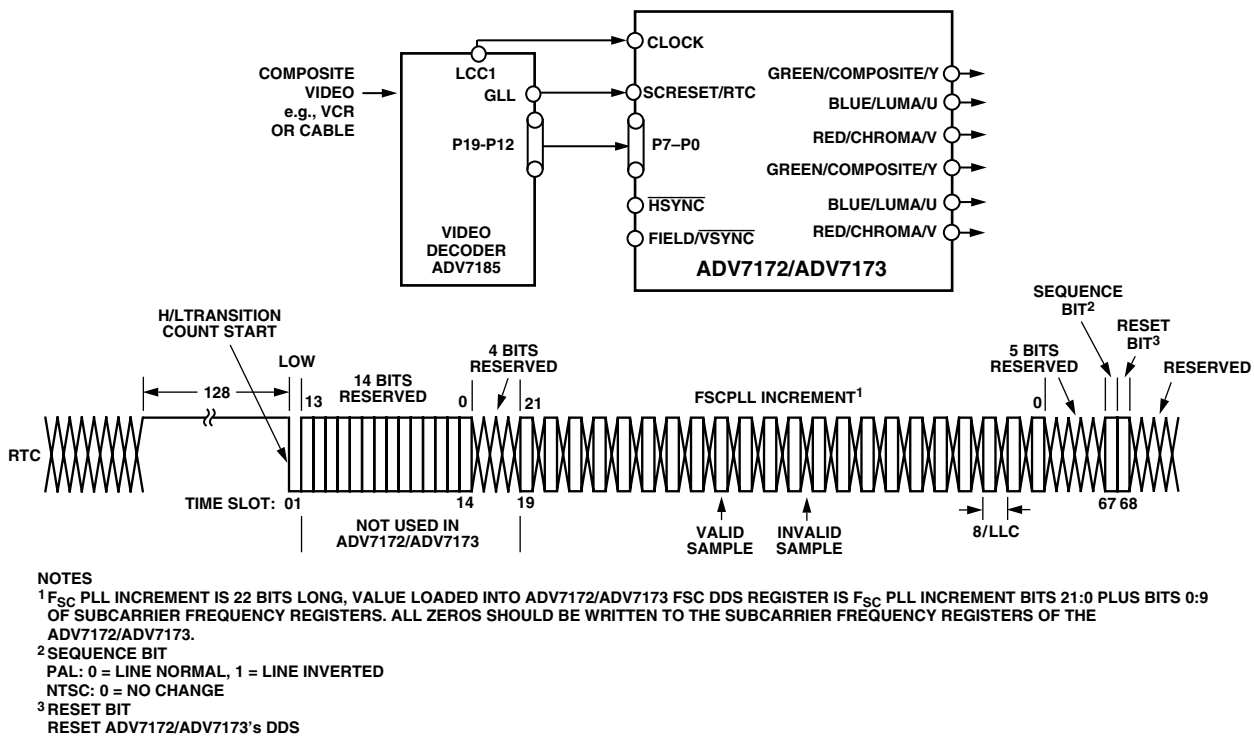 COMPOSITE
VIDEO
e.g., VCR
OR CABLE
LCC1
GLL
P19-P12
VIDEO
DECODER
ADV7185
CLOCK
SCRESET/RTC
P7–P0
HSYNC
FIELD/VSYNC
GREEN/COMPOSITE/Y
BLUE/LUMA/U
RED/CHROMA/V
GREEN/COMPOSITE/Y
BLUE/LUMA/U
RED/CHROMA/V
ADV7172/ADV7173
H/LTRANSITION
COUNT START
LOW
128
13
14 BITS
RESERVED
0
4 BITS
RESERVED
21
FSCPLL INCREMENT1
0
5 BITS
RESERVED
SEQUENCE
BIT2
RESET
BIT3
RESERVED
RTC
TIME SLOT: 01
14
19
67 68
NOT USED IN
ADV7172/ADV7173
VALID
SAMPLE
INVALID
SAMPLE
8/LLC
NOTES
1 FSC PLL INCREMENT IS 22 BITS LONG, VALUE LOADED INTO ADV7172/ADV7173 FSC DDS REGISTER IS FSC PLL INCREMENT BITS 21:0 PLUS BITS 0:9
OF SUBCARRIER FREQUENCY REGISTERS. ALL ZEROS SHOULD BE WRITTEN TO THE SUBCARRIER FREQUENCY REGISTERS OF THE
ADV7172/ADV7173.
2 SEQUENCE BIT
PAL: 0 = LINE NORMAL, 1 = LINE INVERTED
NTSC: 0 = NO CHANGE
3 RESET BIT
RESET ADV7172/ADV7173's DDS